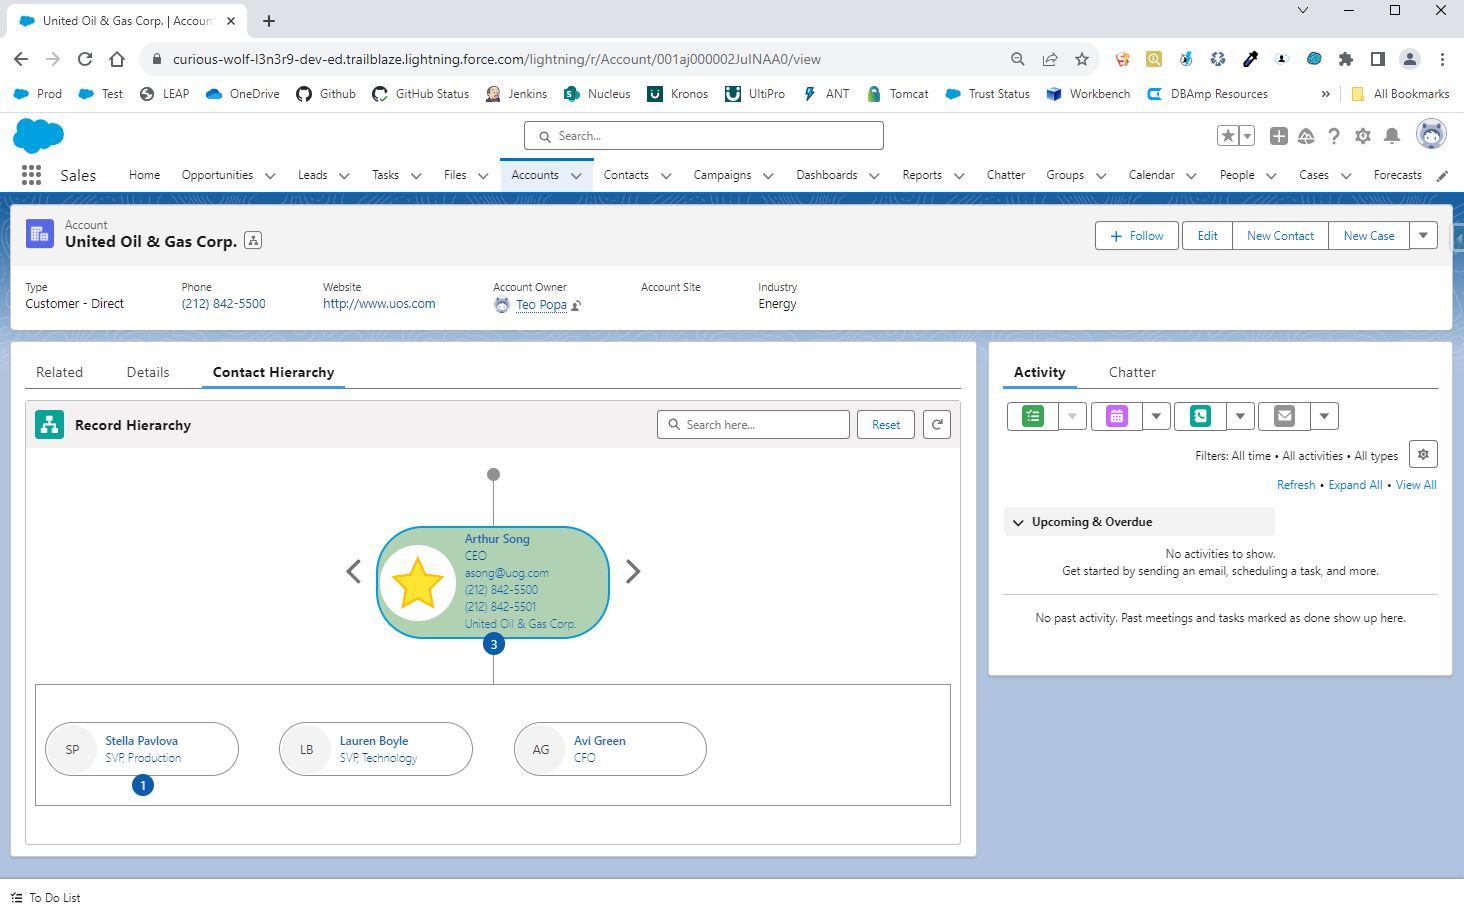 United Oil & Gas Corp. | Accoun
curious-wolf-l3n3r9-dev-ed.trailblaze.lightning.force.com/lightning/r/Account/001aj000002JuINAA0/view
Prod Test LEAP OneDrive Github GitHub Status Jenkins Nucleus Kronos UltiPro ANT Tomcat Trust Status Workbench DBAmp Resources » All Bookmarks
Search...
Sales Home Opportunities Leads Tasks Files Accounts Contacts Campaigns Dashboards Reports Chatter Groups Calendar People Cases Forecasts
Account
United Oil & Gas Corp.
+ Follow Edit New Contact New Case
Type Phone Website Account Owner Account Site Industry
Customer - Direct (212) 842-5500 http://www.uos.com Teo Popa Energy
Related Details Contact Hierarchy
Record Hierarchy
Search here...
Reset
Arthur Song
CEO
asong@uog.com
(212) 842-5500
(212) 842-5501
United Oil & Gas Corp.
3
SP
Stella Pavlova
SVP, Production
1
LB
Lauren Boyle
SVP, Technology
AG
Avi Green
CFO
Activity Chatter
Filters: All time • All activities • All types
Refresh • Expand All • View All
Upcoming & Overdue
No activities to show.
Get started by sending an email, scheduling a task, and more.
No past activity. Past meetings and tasks marked as done show up here.
To Do List